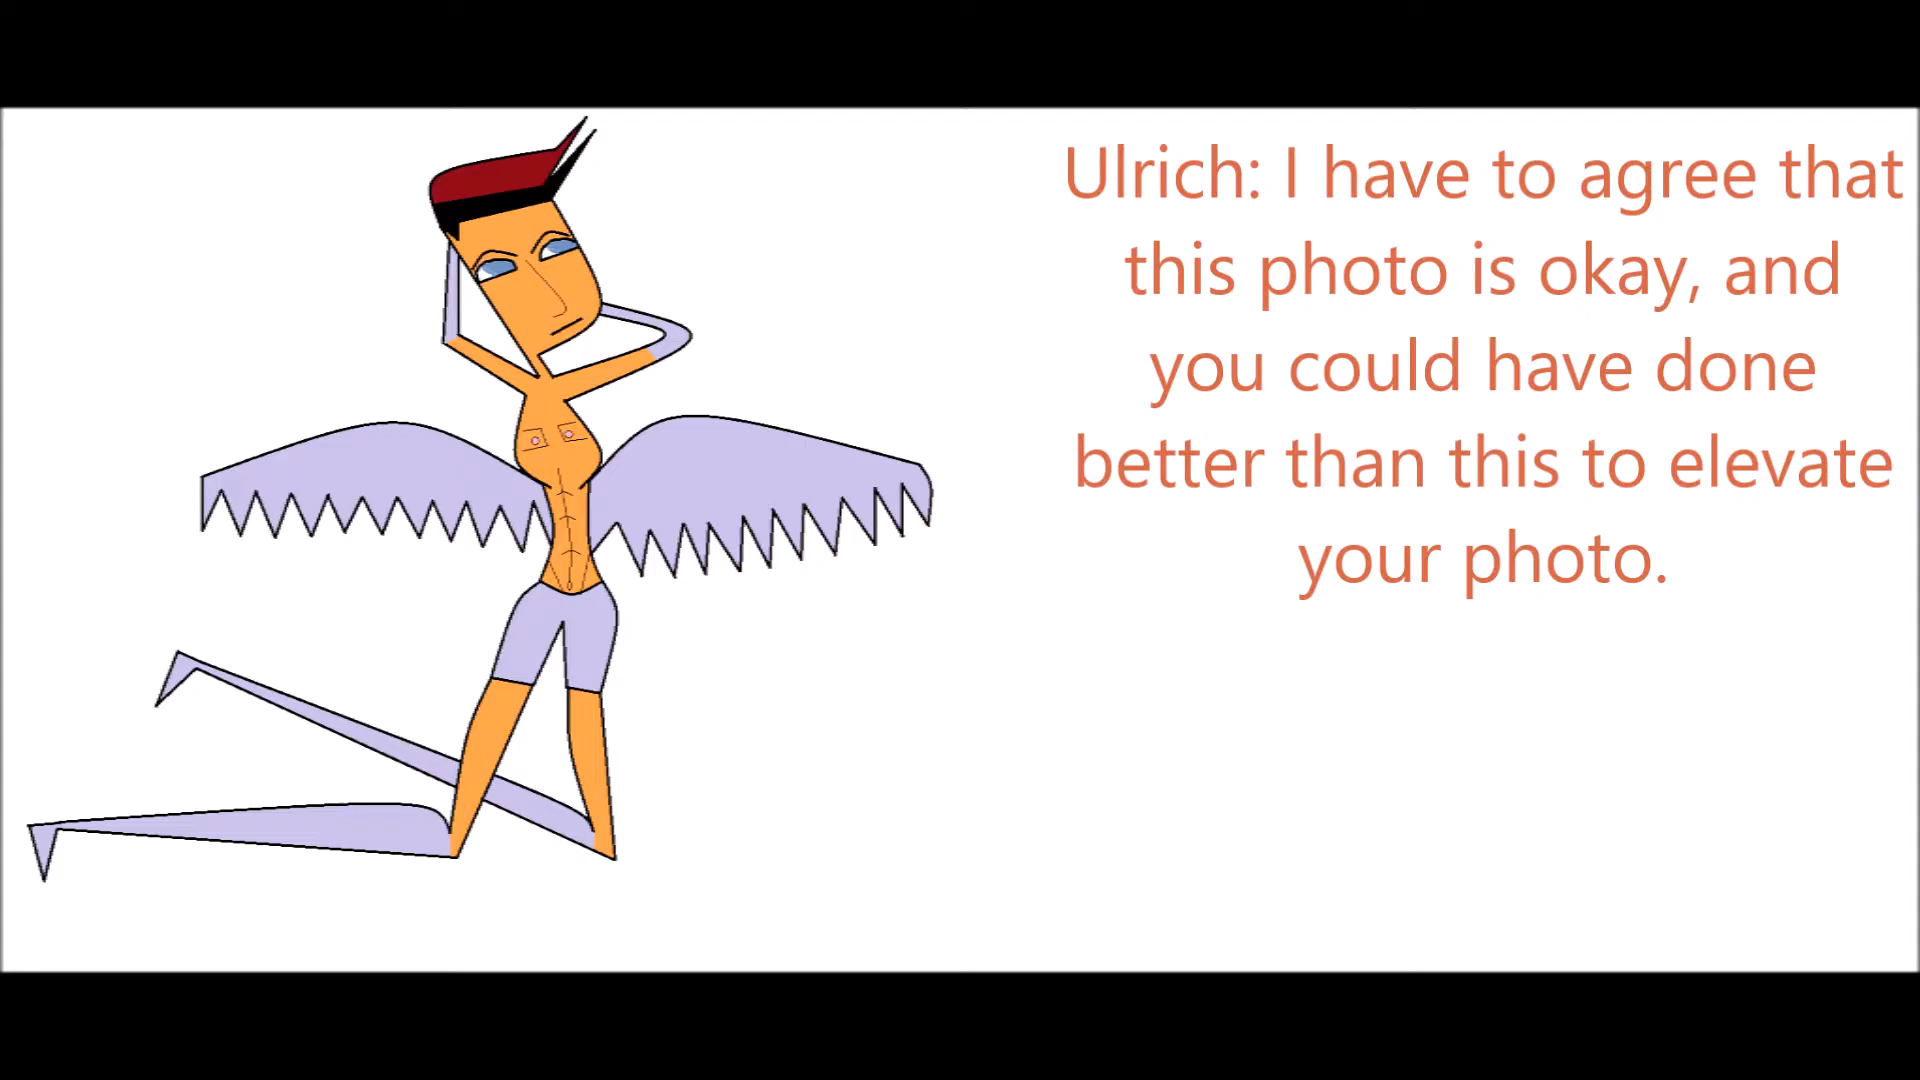 Ulrich: I have to agree that
this photo is okay, and
you could have done
better than this to elevate
your photo.